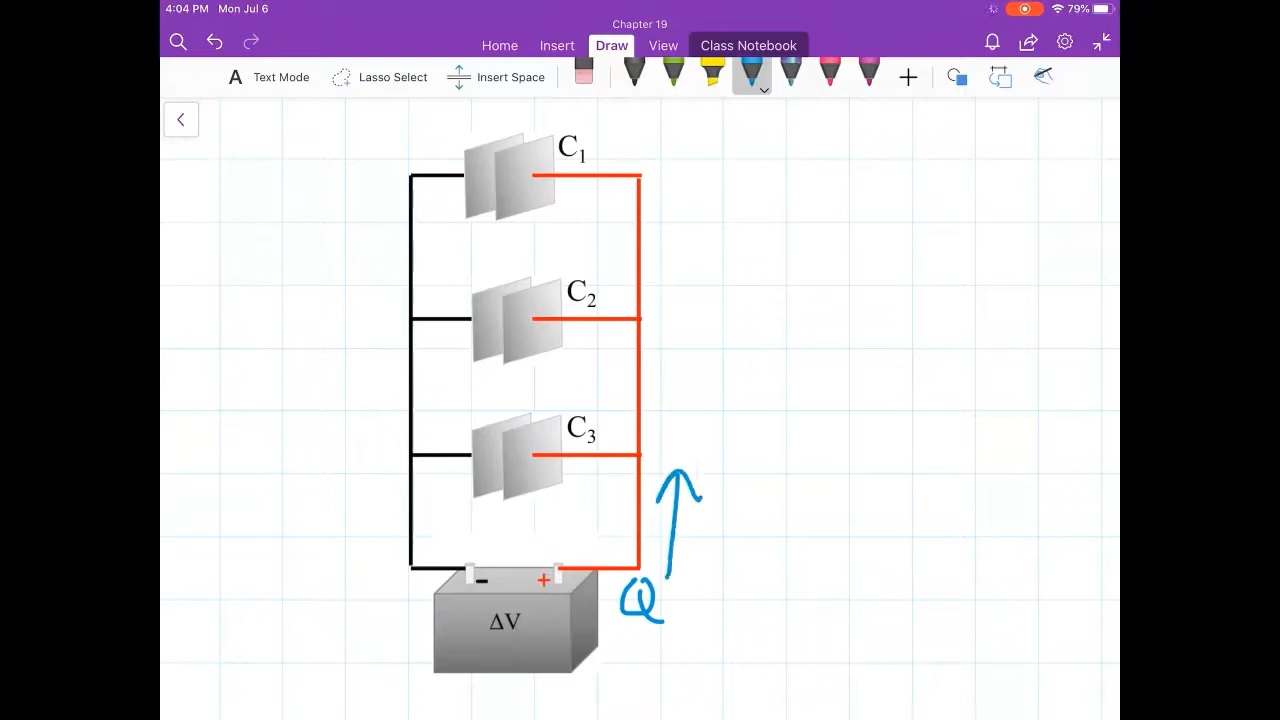 4:04 PM Mon Jul 6
79%
Chapter 19
Home Insert Draw View Class Notebook
A Text Mode Lasso Select Insert Space
C₁
C₂
C₃
- +
ΔV
Q